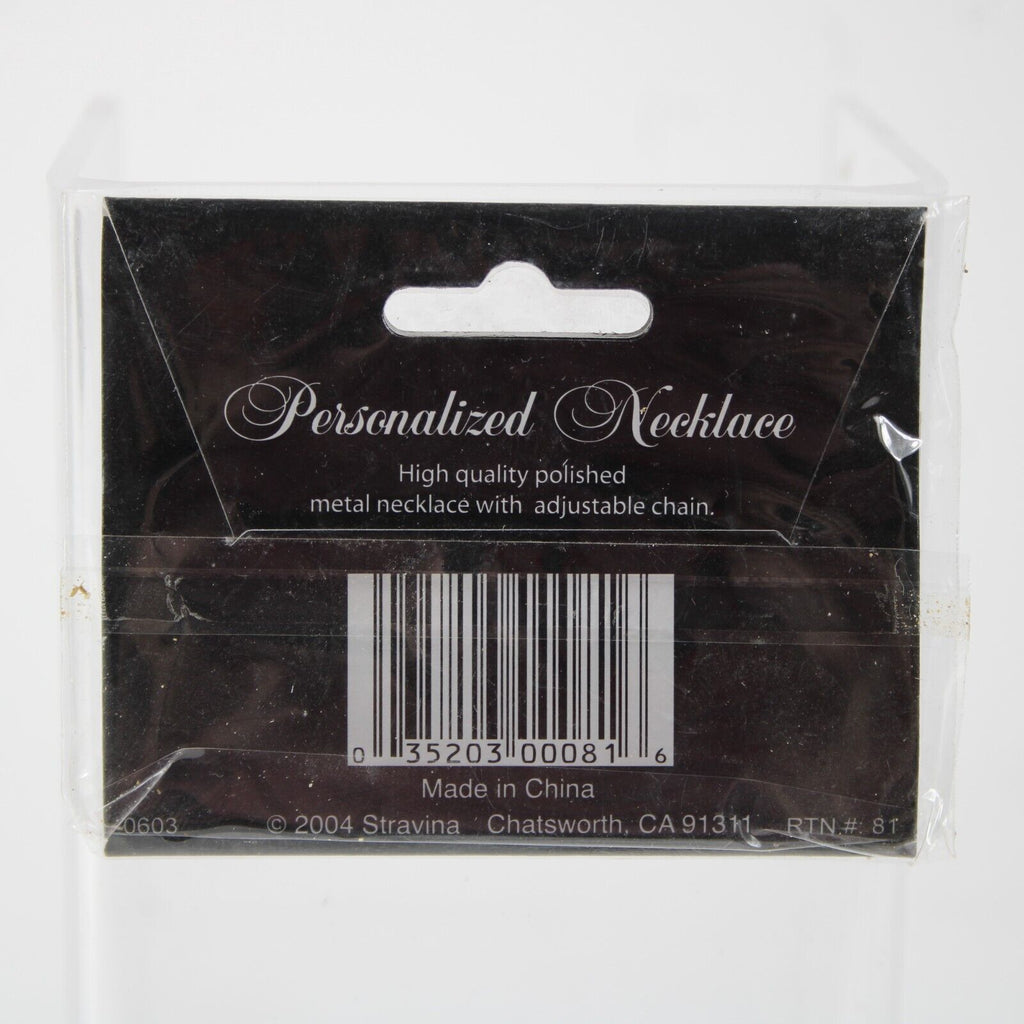 Personalized Necklace
High quality polished
metal necklace with adjustable chain.
0 35203 00081 6
Made in China
0603 © 2004 Stravina Chatsworth, CA 91311 RTN.#: 81